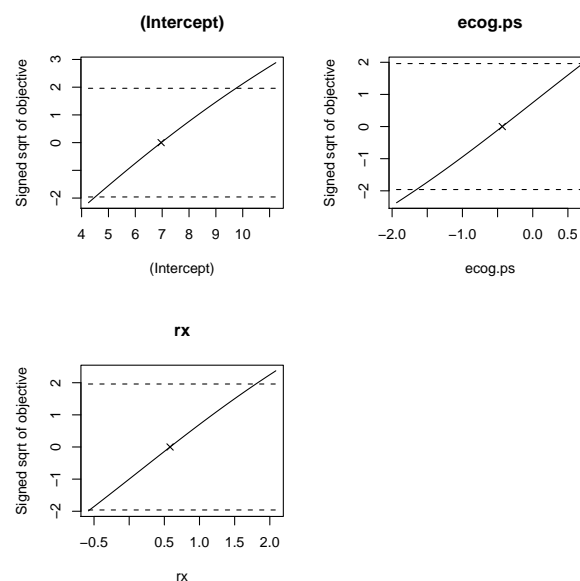 (Intercept)
Signed sqrt of objective
3
2
0
−2
4 5 6 7 8 9 10
(Intercept)
ecog.ps
Signed sqrt of objective
2
1
0
−1
−2
−2.0 −1.0 0.0 0.5
ecog.ps
rx
Signed sqrt of objective
2
1
0
−1
−2
−0.5 0.5 1.0 1.5 2.0
rx